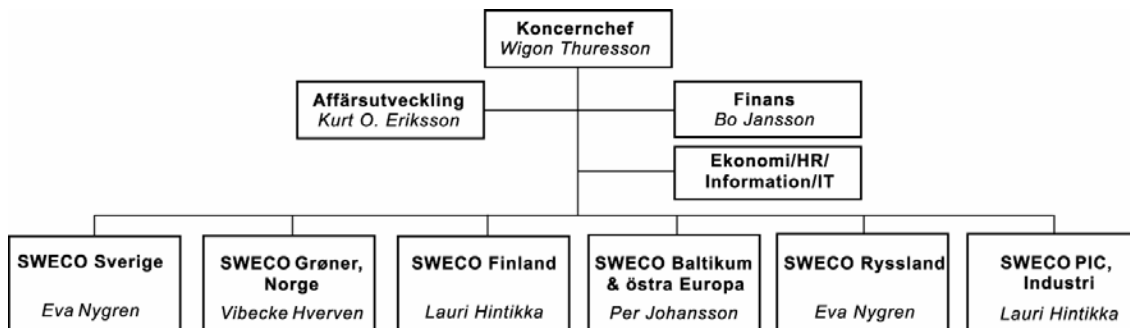 Koncernchef
Wigon Thuresson
Affärsutveckling
Kurt O. Eriksson
Finans
Bo Jansson
Ekonomi/HR/
Information/IT
SWECO Sverige
Eva Nygren
SWECO Grøner,
Norge
Vibecke Hverven
SWECO Finland
Lauri Hintikka
SWECO Baltikum
& östra Europa
Per Johansson
SWECO Ryssland
Eva Nygren
SWECO PIC,
Industri
Lauri Hintikka